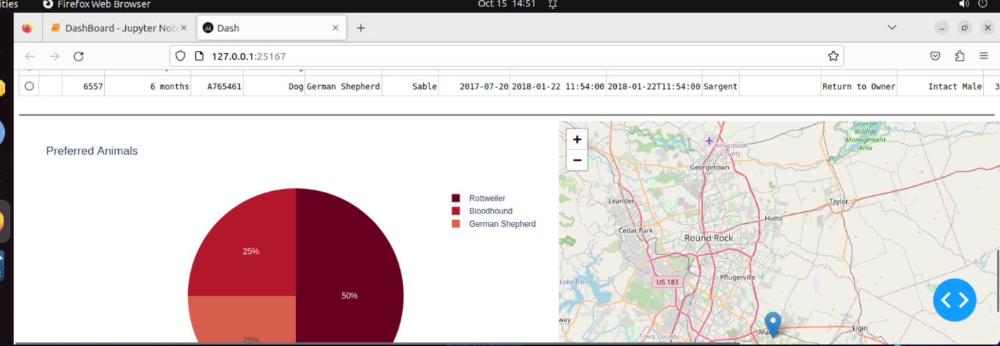 ities Firefox Web Browser Oct 15 14:51
DashBoard - Jupyter Note Dash
127.0.0.1:25167
6557 6 months A765461 Dog German Shepherd Sable 2017-07-20 2018-01-22 11:54:00 2018-01-22T11:54:00 Sargent Return to Owner Intact Male 3
Preferred Animals
Rottweiler
Bloodhound
German Shepherd
25%
50%
25%
+
−
Granger
Wildlife
Management
Area
Williamson
County
Georgetown
Leander
Taylor
Hutto
Cedar Park
Round Rock
US 183
Pflugerville
Lake Travis
way
Travis County
Elgin